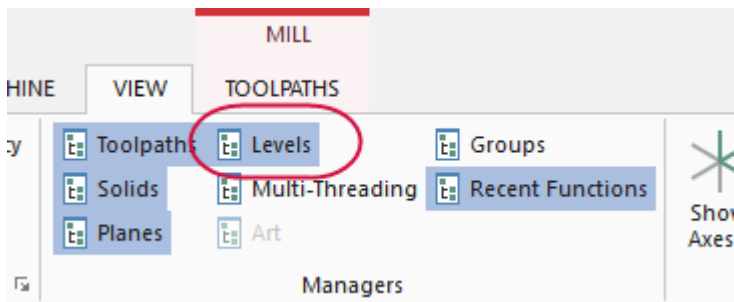 MILL
HINE VIEW TOOLPATHS
y Toolpaths Levels Groups
Solids Multi-Threading Recent Functions
Planes Art
Show
Axes
Managers